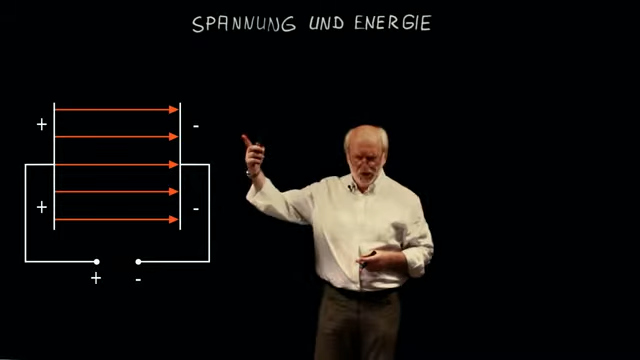 SPANNUNG UND ENERGIE
+ -
+ -
+ -